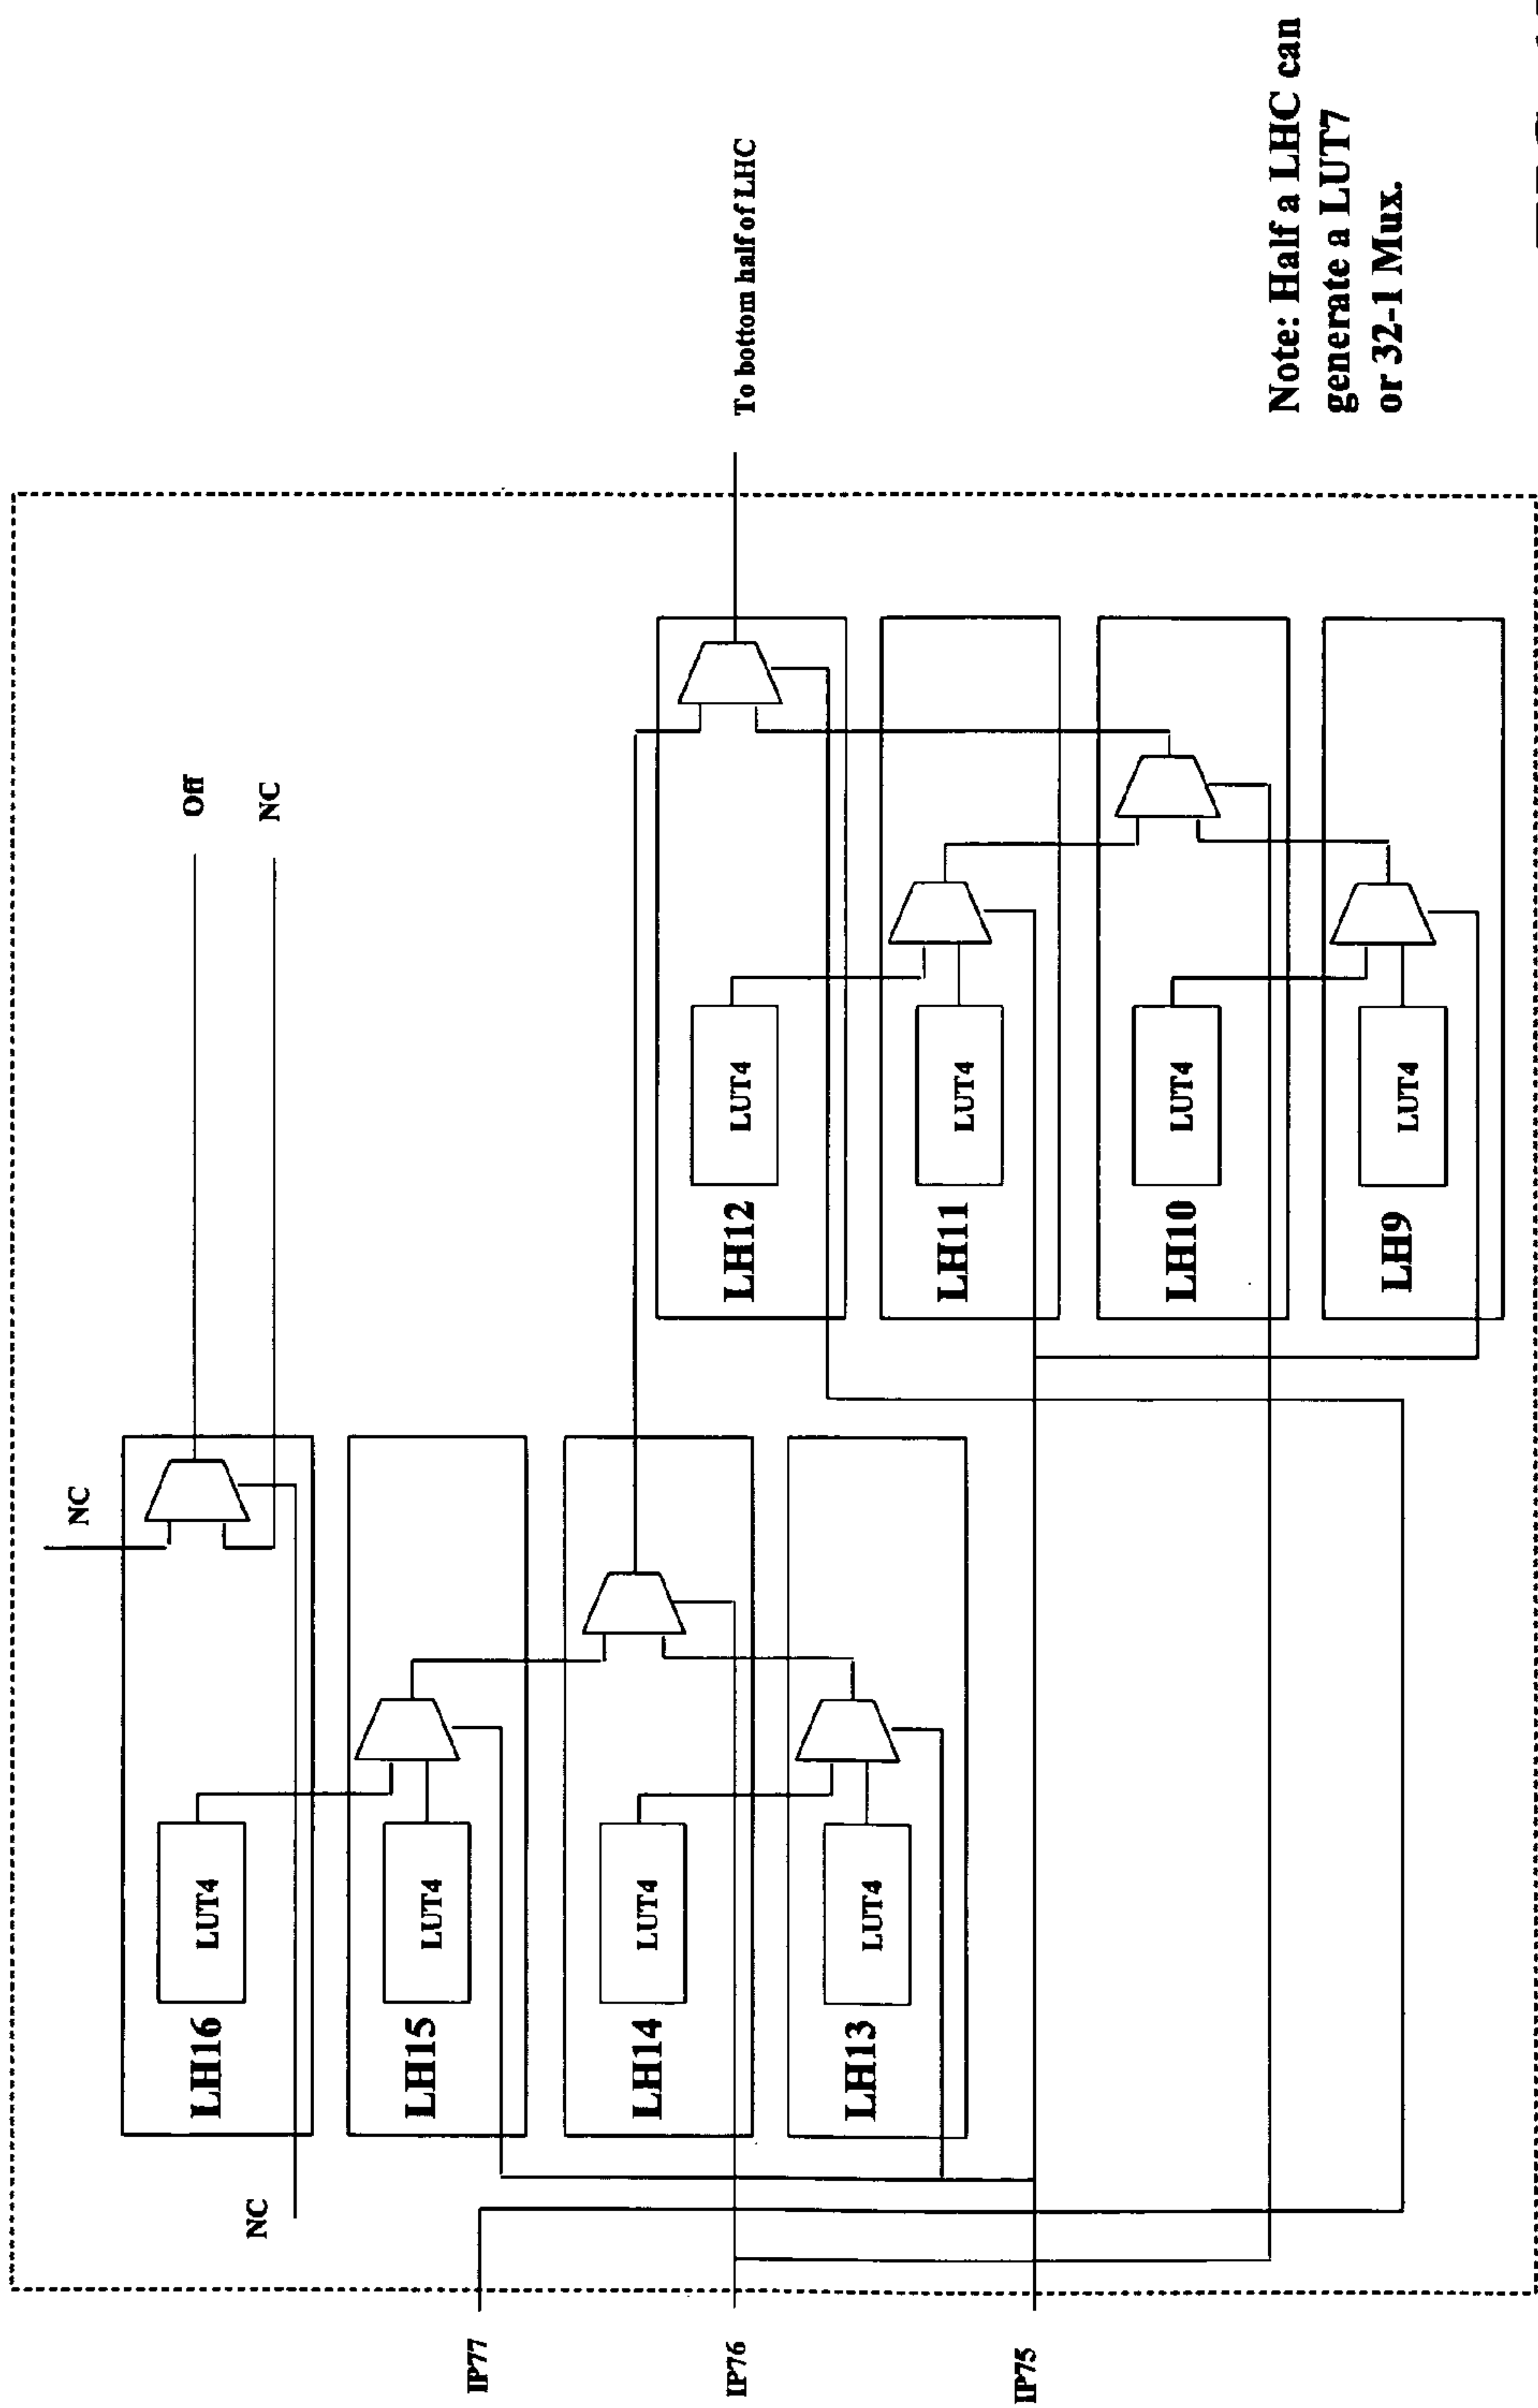 NC
Off
NC
NC
LH16
LUT4
LH15
LUT4
LH14
LUT4
LH13
LUT4
LH12
LUT4
LH11
LUT4
LH10
LUT4
LH9
LUT4
IP77
IP76
IP75
To bottom half of LHC
Note: Half a LHC can
generate a LUT7
or 32-1 Mux.